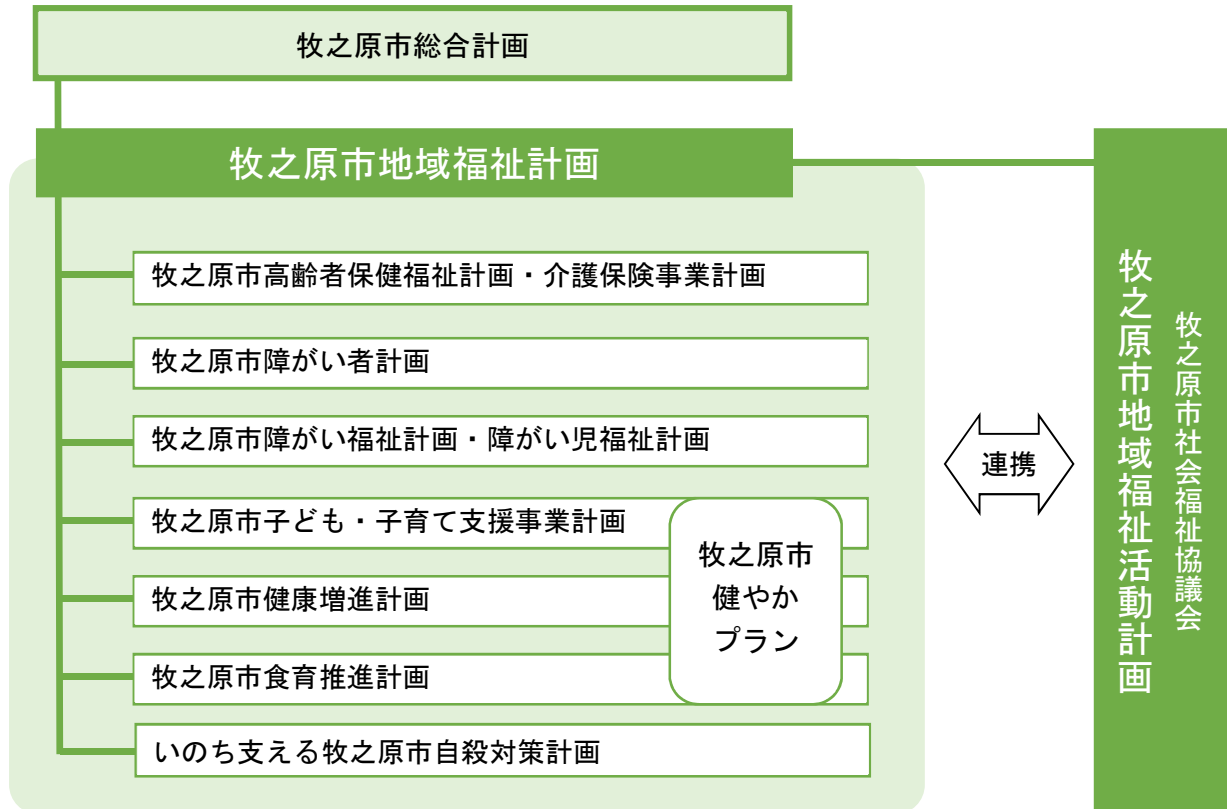 牧之原市総合計画
牧之原市地域福祉計画
牧之原市高齢者保健福祉計画・介護保険事業計画
牧之原市障がい者計画
牧之原市障がい福祉計画・障がい児福祉計画
牧之原市子ども・子育て支援事業計画
牧之原市健康増進計画
牧之原市食育推進計画
いのち支える牧之原市自殺対策計画
牧之原市
健やか
プラン
連携
牧之原市社会福祉協議会
牧之原市地域福祉活動計画